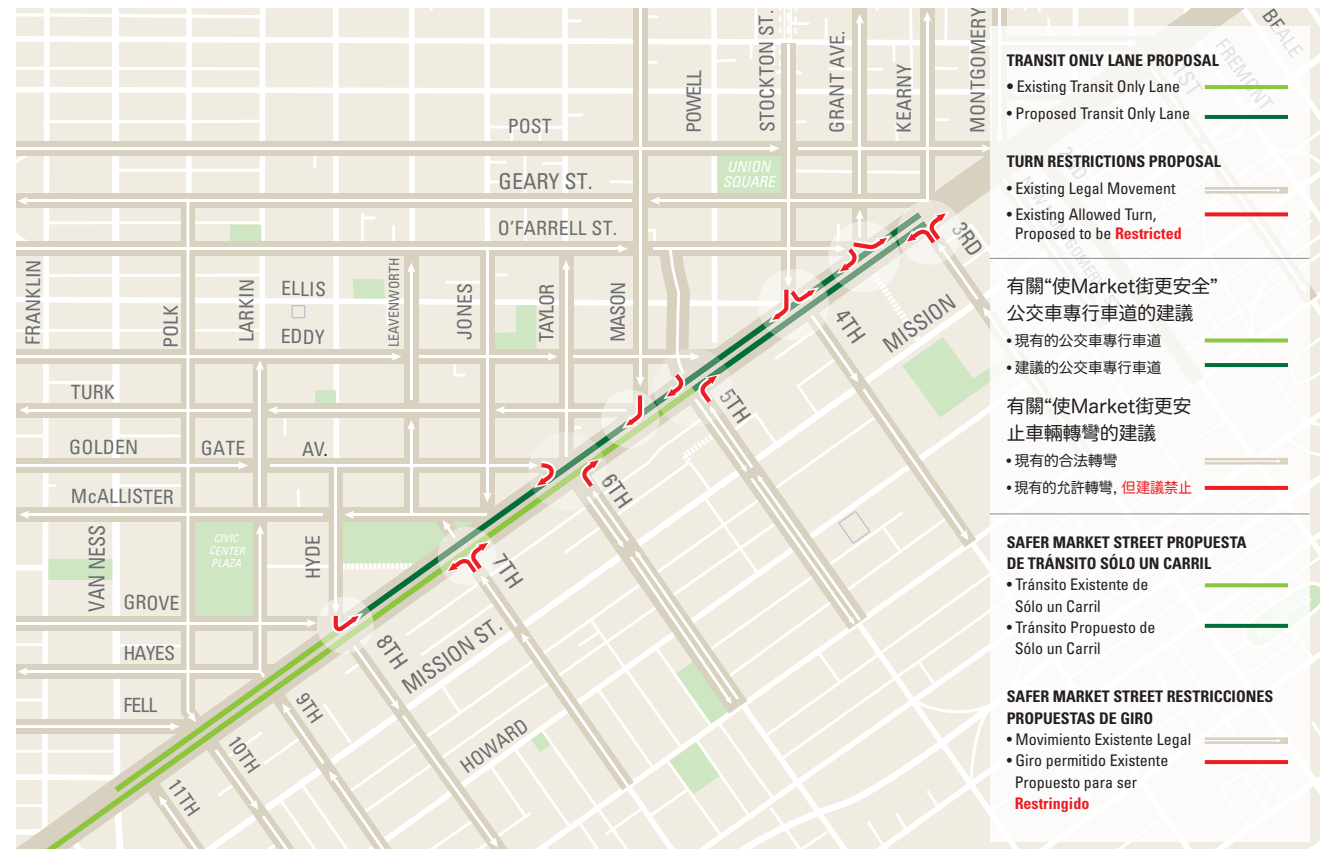 BEALE
FREMONT
1ST
2ND
MONTGOMERY
KEARNY
GRANT AVE.
STOCKTON ST.
POWELL
POST
UNION
SQUARE
GEARY ST.
O'FARRELL ST.
3RD
FRANKLIN
POLK
LARKIN
ELLIS
EDDY
LEAVENWORTH
JONES
TAYLOR
MASON
4TH
MISSION
TURK
5TH
GOLDEN
GATE
AV.
6TH
McALLISTER
CIVIC
CENTER
PLAZA
VAN NESS
HYDE
7TH
GROVE
8TH
MISSION ST.
HAYES
FELL
9TH
HOWARD
10TH
11TH
TRANSIT ONLY LANE PROPOSAL
• Existing Transit Only Lane
• Proposed Transit Only Lane
TURN RESTRICTIONS PROPOSAL
• Existing Legal Movement
• Existing Allowed Turn,
Proposed to be Restricted
有關“使Market街更安全”
公交車專行車道的建議
• 現有的公交車專行車道
• 建議的公交車專行車道
有關“使Market街更安
止車輛轉彎的建議
• 現有的合法轉彎
• 現有的允許轉彎, 但建議禁止
SAFER MARKET STREET PROPUESTA
DE TRÁNSITO SÓLO UN CARRIL
• Tránsito Existente de
Sólo un Carril
• Tránsito Propuesto de
Sólo un Carril
SAFER MARKET STREET RESTRICCIONES
PROPUESTAS DE GIRO
• Movimiento Existente Legal
• Giro permitido Existente
Propuesto para ser
Restringido